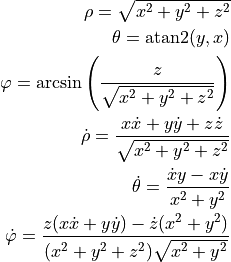 ρ = √(x² + y² + z²)
θ = atan2(y, x)
φ = arcsin(z / √(x² + y² + z²))
ρ̇ = (xẋ + yẏ + zż) / √(x² + y² + z²)
θ̇ = (ẋy − xẏ) / (x² + y²)
φ̇ = (z(xẋ + yẏ) − ż(x² + y²)) / ((x² + y² + z²)√(x² + y²))